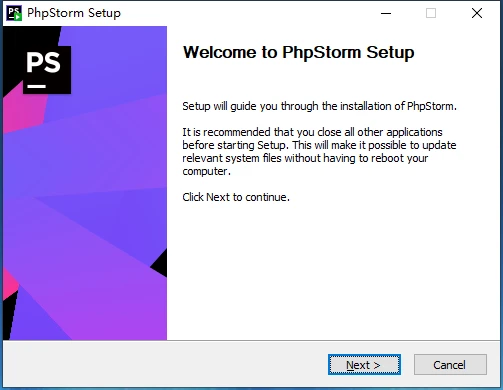 PhpStorm Setup
PS
Welcome to PhpStorm Setup
Setup will guide you through the installation of PhpStorm.
It is recommended that you close all other applications
before starting Setup. This will make it possible to update
relevant system files without having to reboot your
computer.
Click Next to continue.
Next >
Cancel